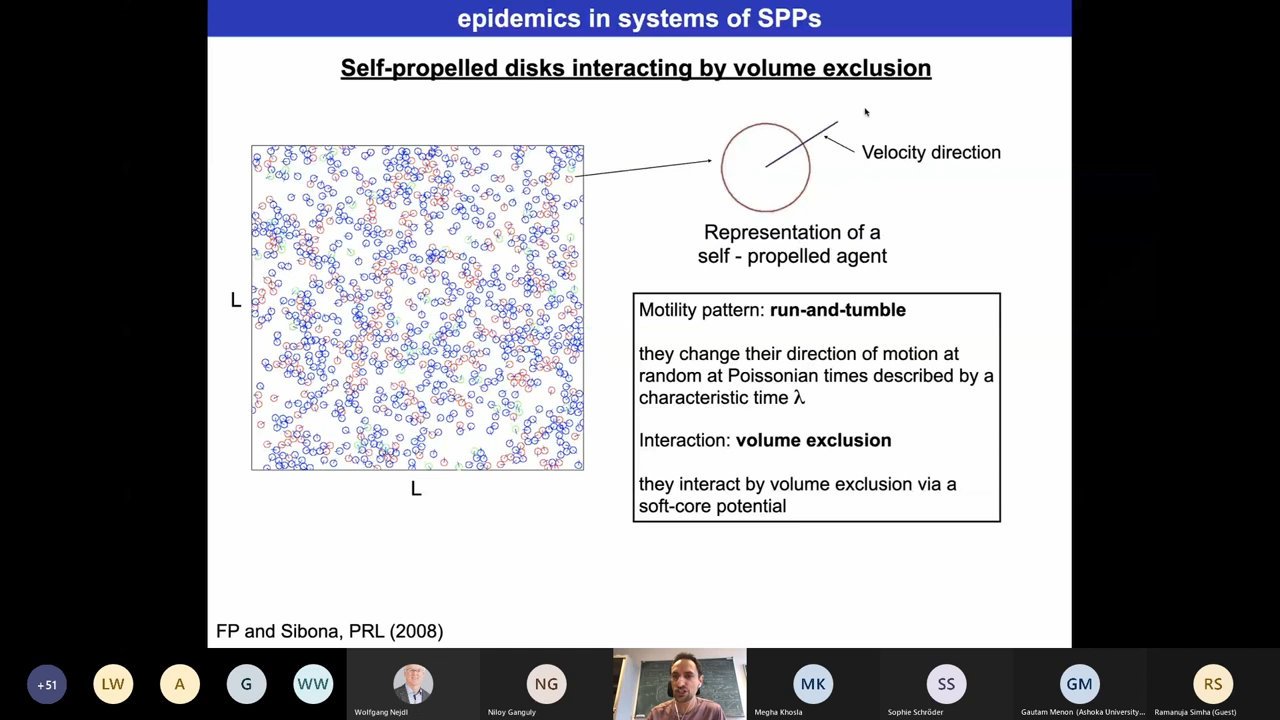 epidemics in systems of SPPs
Self-propelled disks interacting by volume exclusion
Velocity direction
Representation of a
self - propelled agent
L
L
Motility pattern: run-and-tumble
they change their direction of motion at
random at Poissonian times described by a
characteristic time λ
Interaction: volume exclusion
they interact by volume exclusion via a
soft-core potential
FP and Sibona, PRL (2008)
+51
LW
A
G
WW
Wolfgang Nejdl
NG
Niloy Ganguly
MK
Megha Khosla
SS
Sophie Schröder
GM
Gautam Menon (Ashoka University...
RS
Ramanuja Simha (Guest)